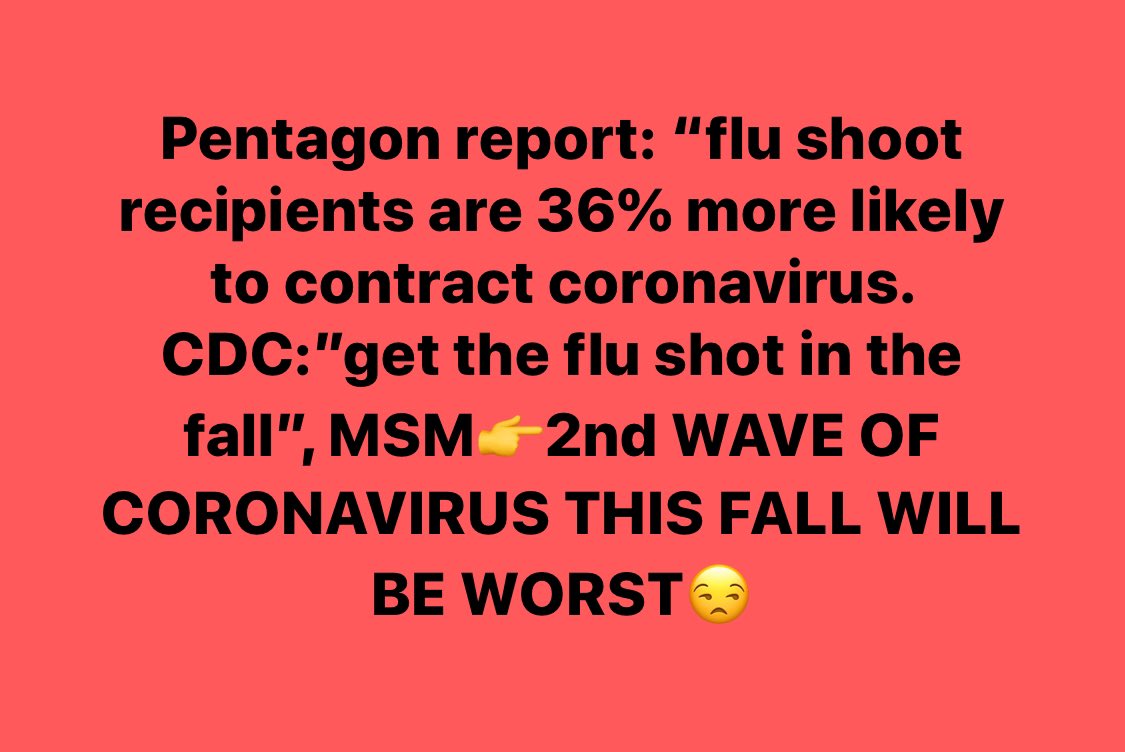 Pentagon report: “flu shoot
recipients are 36% more likely
to contract coronavirus.
CDC:”get the flu shot in the
fall”, MSM👉2nd WAVE OF
CORONAVIRUS THIS FALL WILL
BE WORST😒